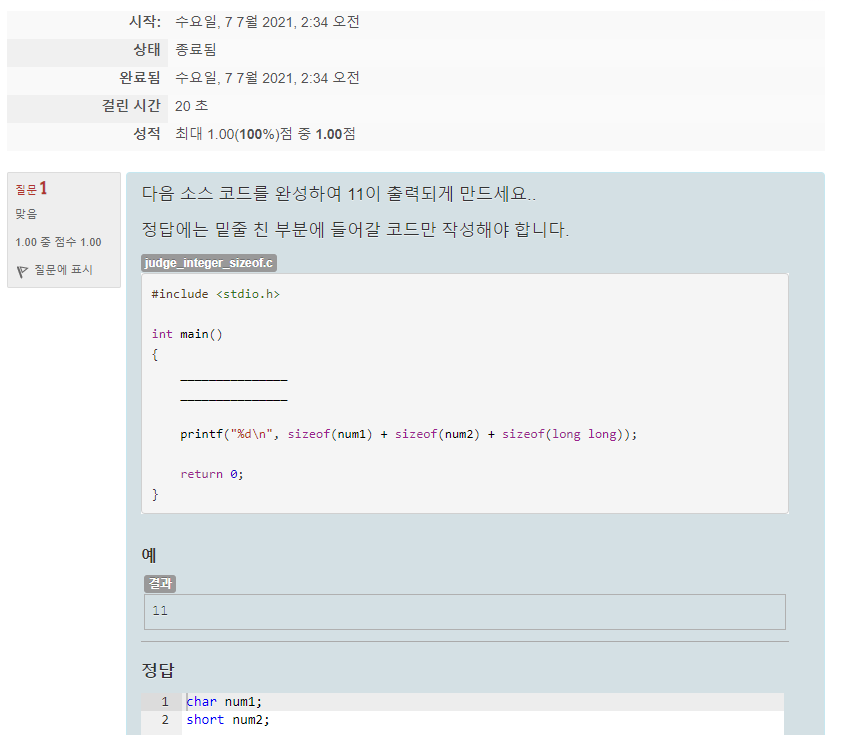 시작: 수요일, 7 7월 2021, 2:34 오전
상태 종료됨
완료됨 수요일, 7 7월 2021, 2:34 오전
걸린 시간 20 초
성적 최대 1.00(100%)점 중 1.00점
질문 1
맞음
1.00 중 점수 1.00
질문에 표시
다음 소스 코드를 완성하여 11이 출력되게 만드세요..
정답에는 밑줄 친 부분에 들어갈 코드만 작성해야 합니다.
judge_integer_sizeof.c
#include <stdio.h>
int main()
{
_______________
_______________
printf("%d\n", sizeof(num1) + sizeof(num2) + sizeof(long long));
return 0;
}
예
결과
11
정답
1 char num1;
2 short num2;